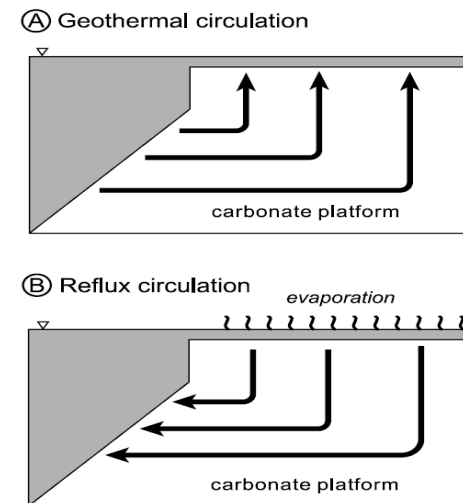 Ⓐ Geothermal circulation
carbonate platform
Ⓑ Reflux circulation
evaporation
carbonate platform